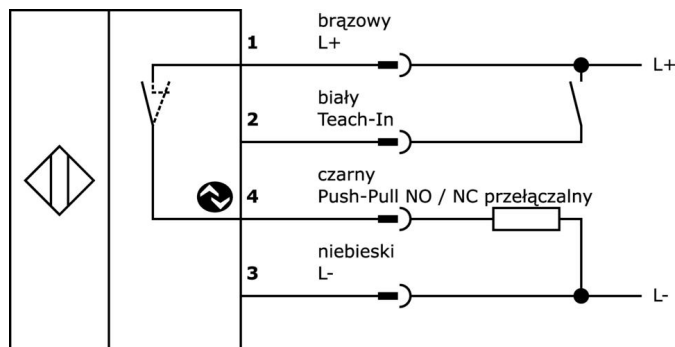 brązowy
1 L+
L+
biały
2 Teach-In
czarny
4 Push-Pull NO / NC przełączalny
niebieski
3 L-
L-